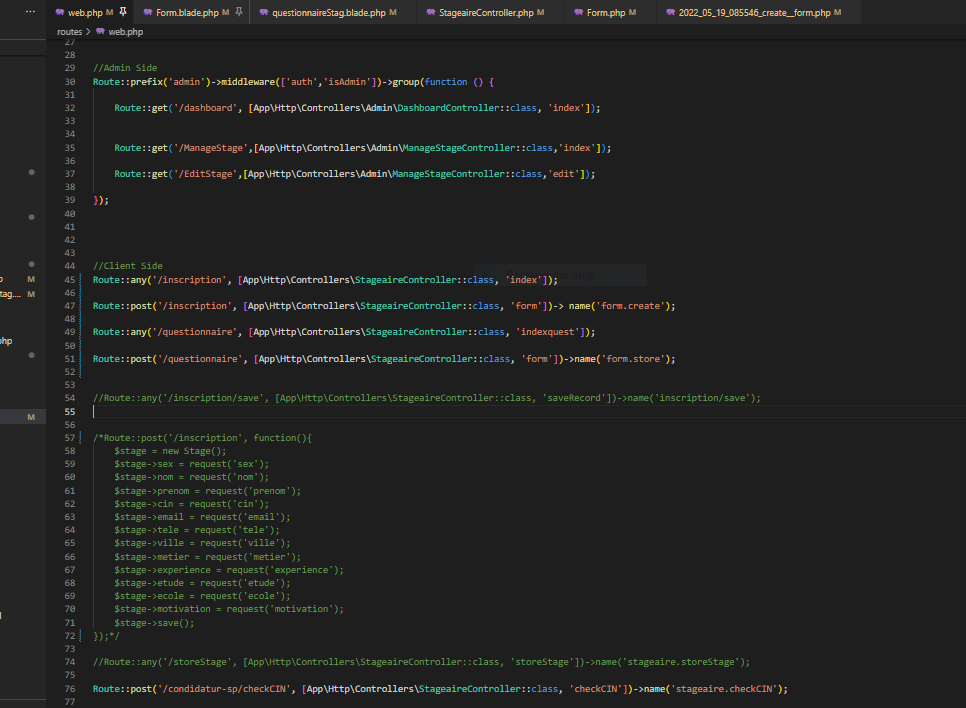 ... web.php M Form.blade.php M questionnaireStag.blade.php M StageaireController.php M Form.php M 2022_05_19_085546_create__form.php M
routes > web.php
27
28
29 //Admin Side
30 Route::prefix('admin')->middleware(['auth','isAdmin'])->group(function () {
31
32 Route::get('/dashboard', [App\Http\Controllers\Admin\DashboardController::class, 'index']);
33
34
35 Route::get('/ManageStage',[App\Http\Controllers\Admin\ManageStageController::class,'index']);
36
37 Route::get('/EditStage',[App\Http\Controllers\Admin\ManageStageController::class,'edit']);
38
39 });
40
41
42
43
44 //Client Side
45 Route::any('/inscription', [App\Http\Controllers\StageaireController::class, 'index']);
46
47 Route::post('/inscription', [App\Http\Controllers\StageaireController::class, 'form'])-> name('form.create');
48
49 Route::any('/questionnaire', [App\Http\Controllers\StageaireController::class, 'indexquest']);
50
51 Route::post('/questionnaire', [App\Http\Controllers\StageaireController::class, 'form'])->name('form.store');
52
53
54 //Route::any('/inscription/save', [App\Http\Controllers\StageaireController::class, 'saveRecord'])->name('inscription/save');
55
56
57 /*Route::post('/inscription', function(){
58 $stage = new Stage();
59 $stage->sex = request('sex');
60 $stage->nom = request('nom');
61 $stage->prenom = request('prenom');
62 $stage->cin = request('cin');
63 $stage->email = request('email');
64 $stage->tele = request('tele');
65 $stage->ville = request('ville');
66 $stage->metier = request('metier');
67 $stage->experience = request('experience');
68 $stage->etude = request('etude');
69 $stage->ecole = request('ecole');
70 $stage->motivation = request('motivation');
71 $stage->save();
72 });*/
73
74 //Route::any('/storeStage', [App\Http\Controllers\StageaireController::class, 'storeStage'])->name('stageaire.storeStage');
75
76 Route::post('/condidatur-sp/checkCIN', [App\Http\Controllers\StageaireController::class, 'checkCIN'])->name('stageaire.checkCIN');
77
M
tag... M
hp
M